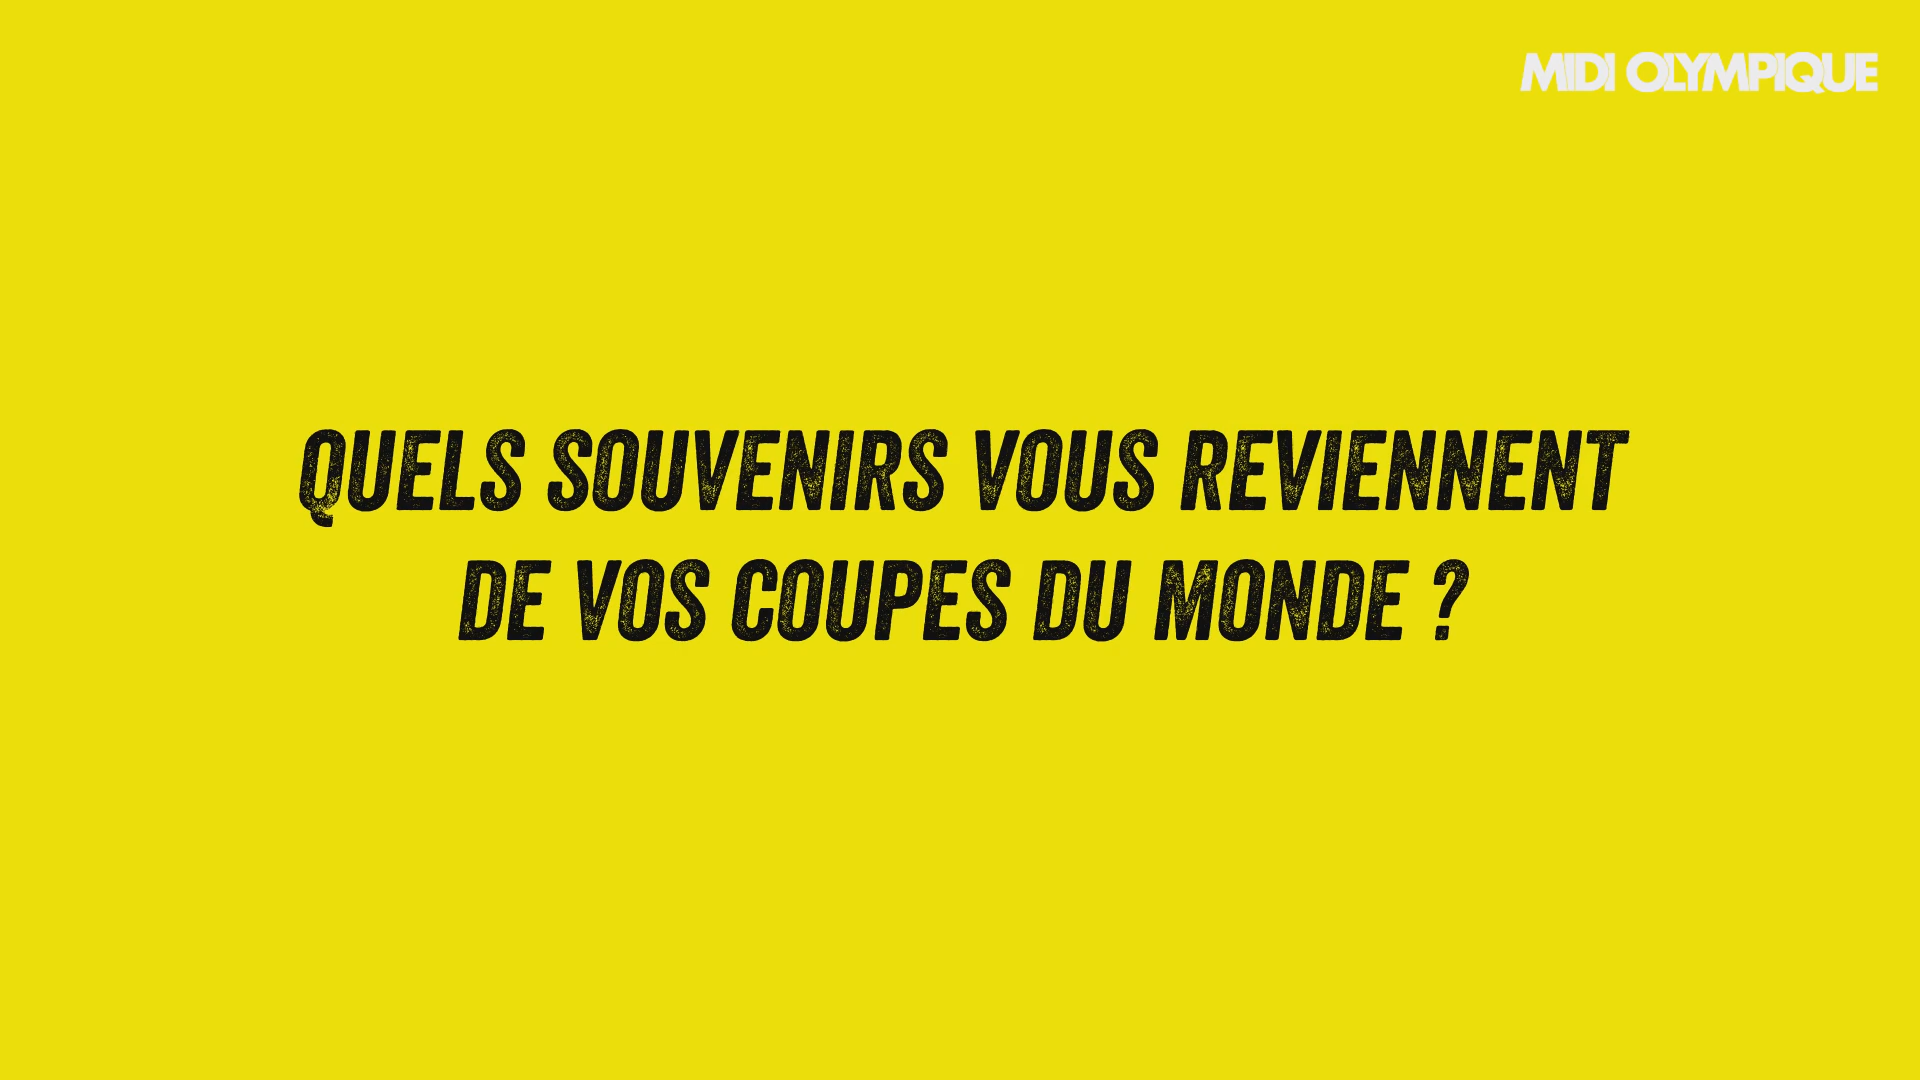 MIDI OLYMPIQUE
QUELS SOUVENIRS VOUS REVIENNENT
DE VOS COUPES DU MONDE ?